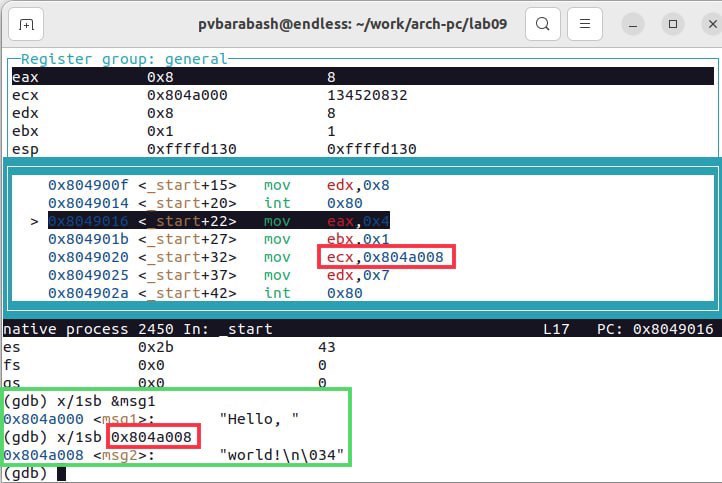 pvbarabash@endless: ~/work/arch-pc/lab09
Register group: general
eax 0x8 8
ecx 0x804a000 134520832
edx 0x8 8
ebx 0x1 1
esp 0xffffd130 0xffffd130
0x804900f <_start+15> mov edx,0x8
0x8049014 <_start+20> int 0x80
> 0x8049016 <_start+22> mov eax,0x4
0x804901b <_start+27> mov ebx,0x1
0x8049020 <_start+32> mov ecx,0x804a008
0x8049025 <_start+37> mov edx,0x7
0x804902a <_start+42> int 0x80
native process 2450 In: _start L17 PC: 0x8049016
es 0x2b 43
fs 0x0 0
gs 0x0 0
(gdb) x/1sb &msg1
0x804a000 <msg1>: "Hello, "
(gdb) x/1sb 0x804a008
0x804a008 <msg2>: "world!\n\034"
(gdb)